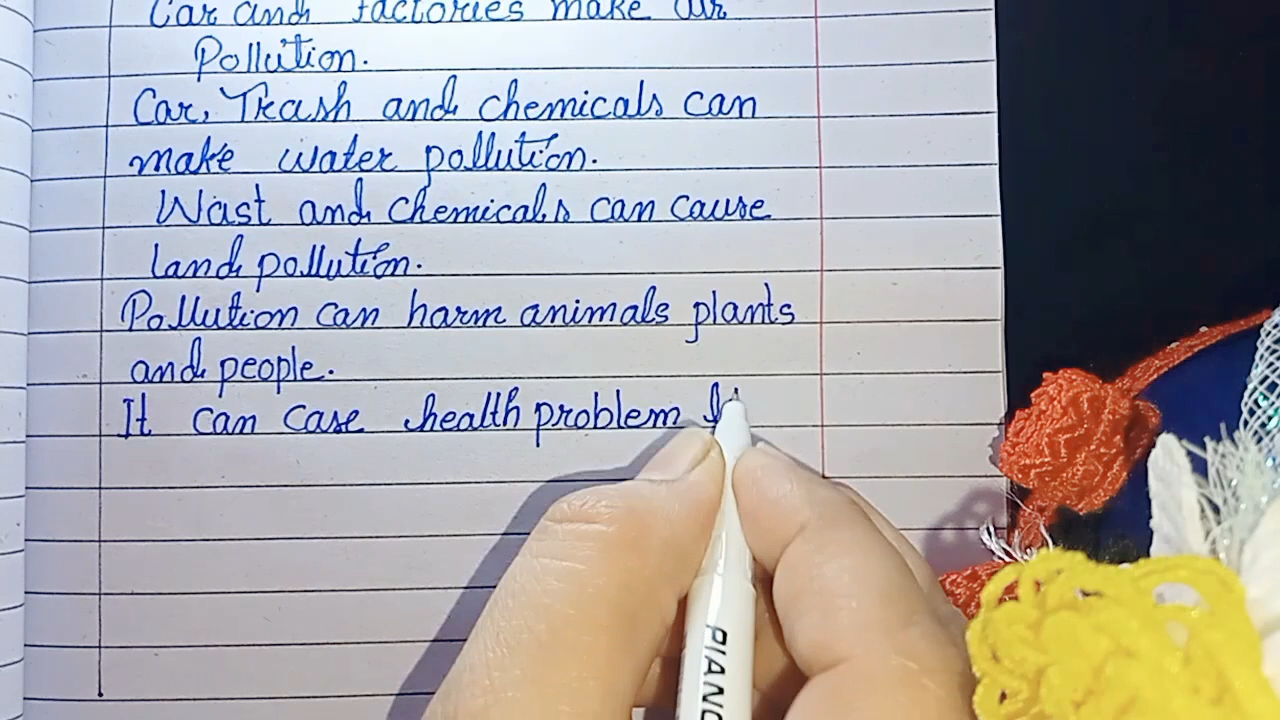 Car and factories make air
Pollution.
Car, Trash and chemicals can
make water pollution.
Wast and chemicals can cause
land pollution.
Pollution can harm animals plants
and people.
It can case health problem
PIANO